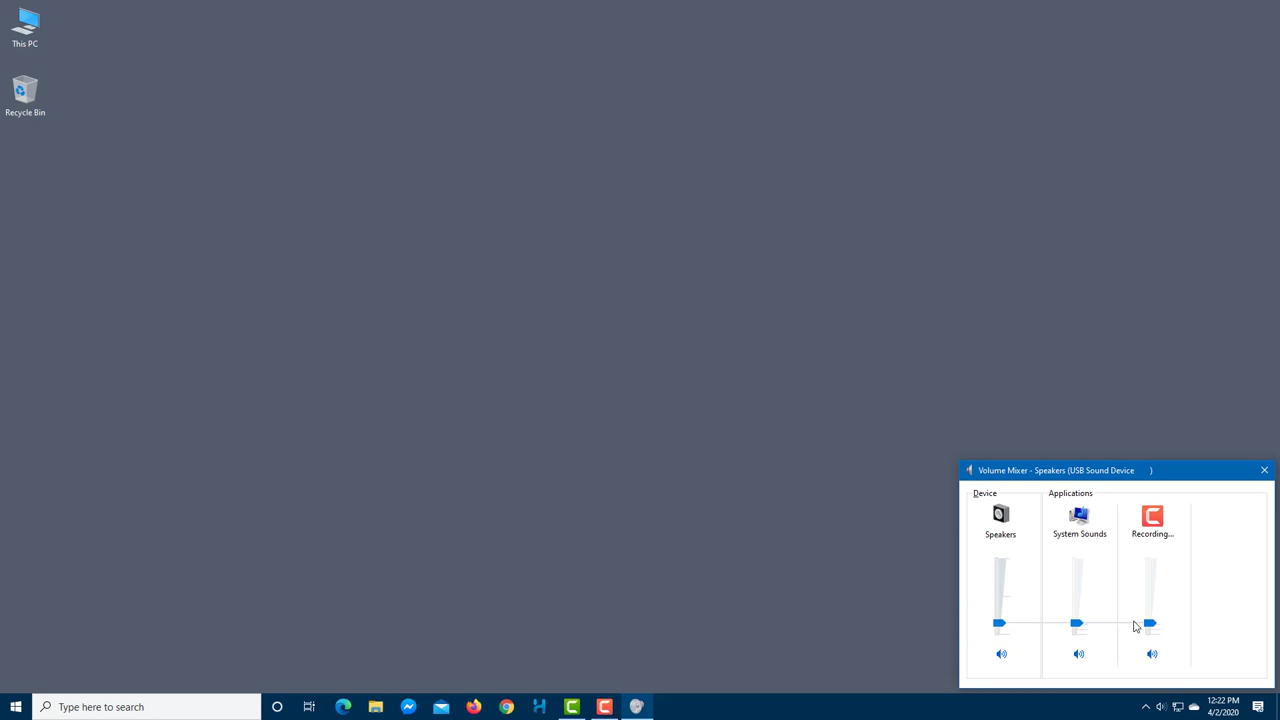 This PC
Recycle Bin
Volume Mixer - Speakers (USB Sound Device )
Device
Applications
Speakers
System Sounds
Recording...
Type here to search
12:22 PM
4/2/2020